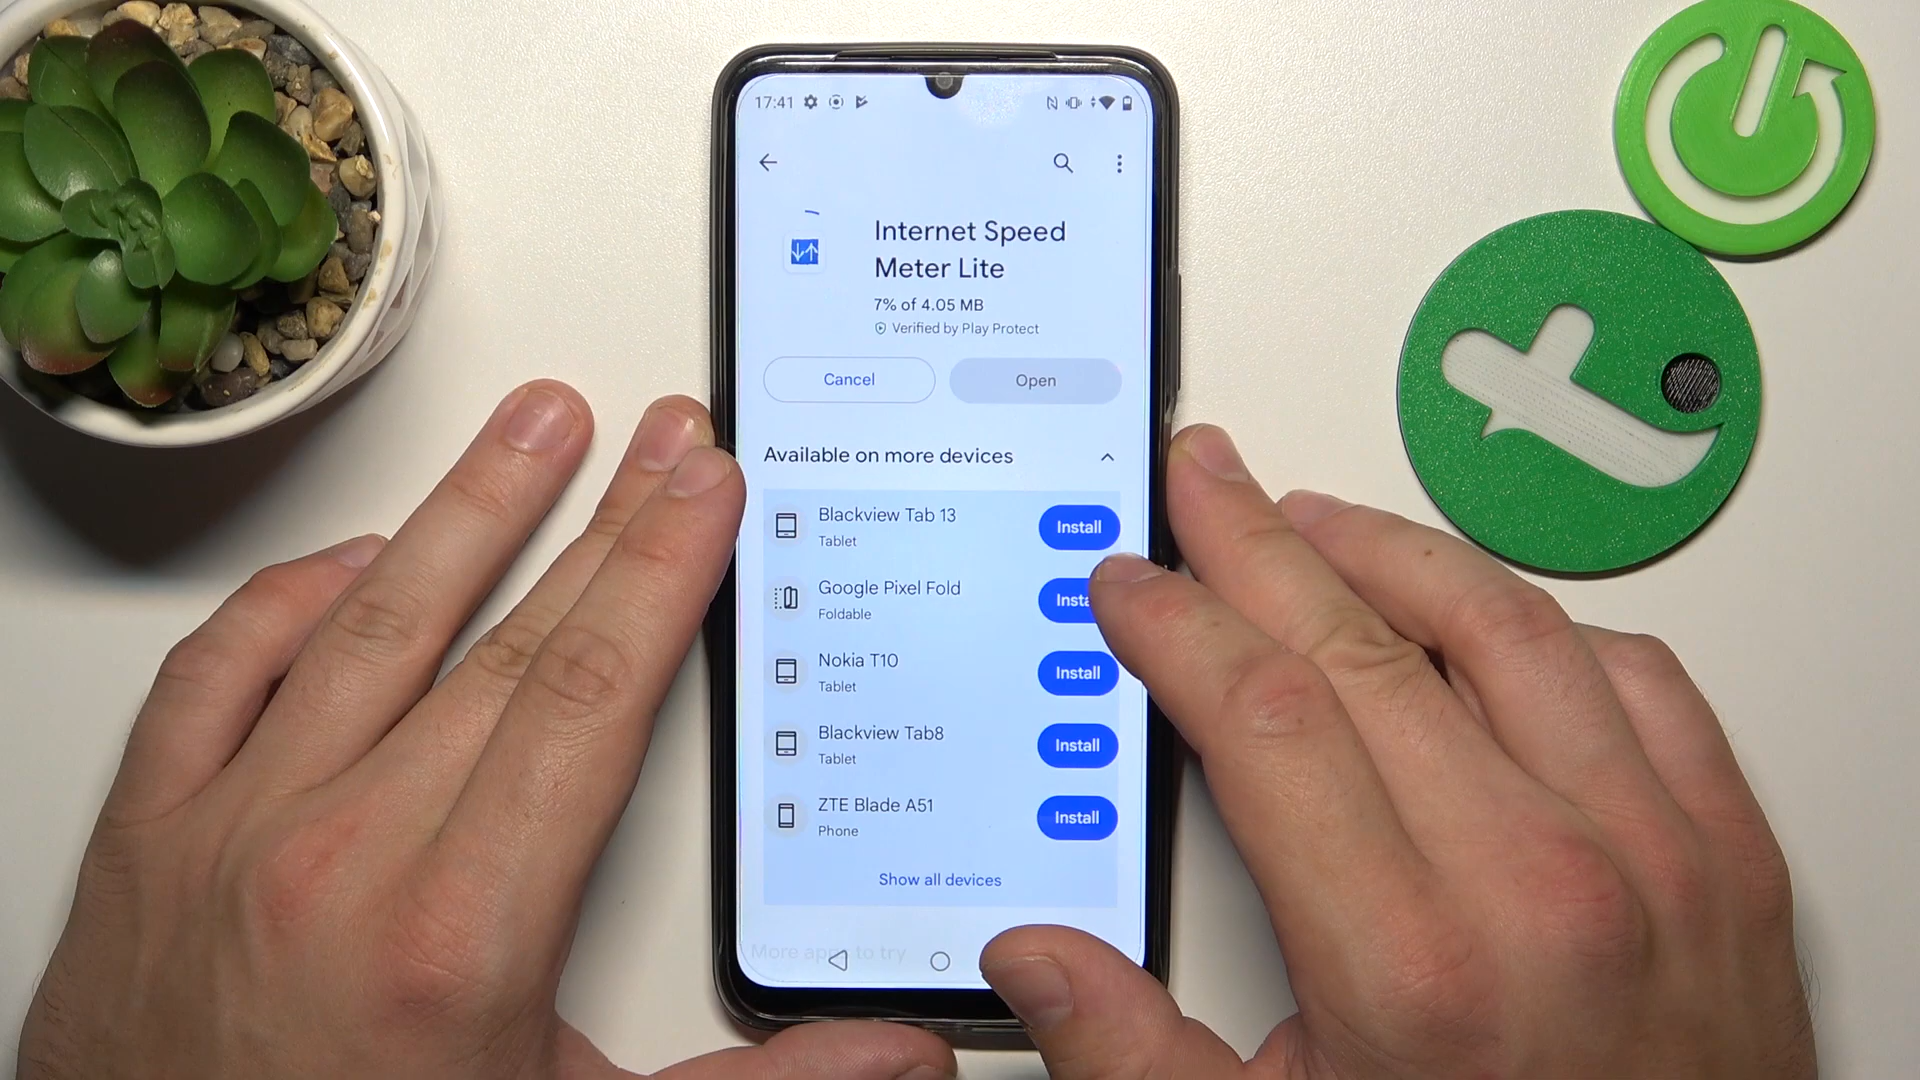 17:41
Internet Speed
Meter Lite
7% of 4.05 MB
Verified by Play Protect
Cancel
Open
Available on more devices
Blackview Tab 13
Tablet
Install
Google Pixel Fold
Foldable
Insta
Nokia T10
Tablet
Install
Blackview Tab8
Tablet
Install
ZTE Blade A51
Phone
Install
Show all devices
More apps to try